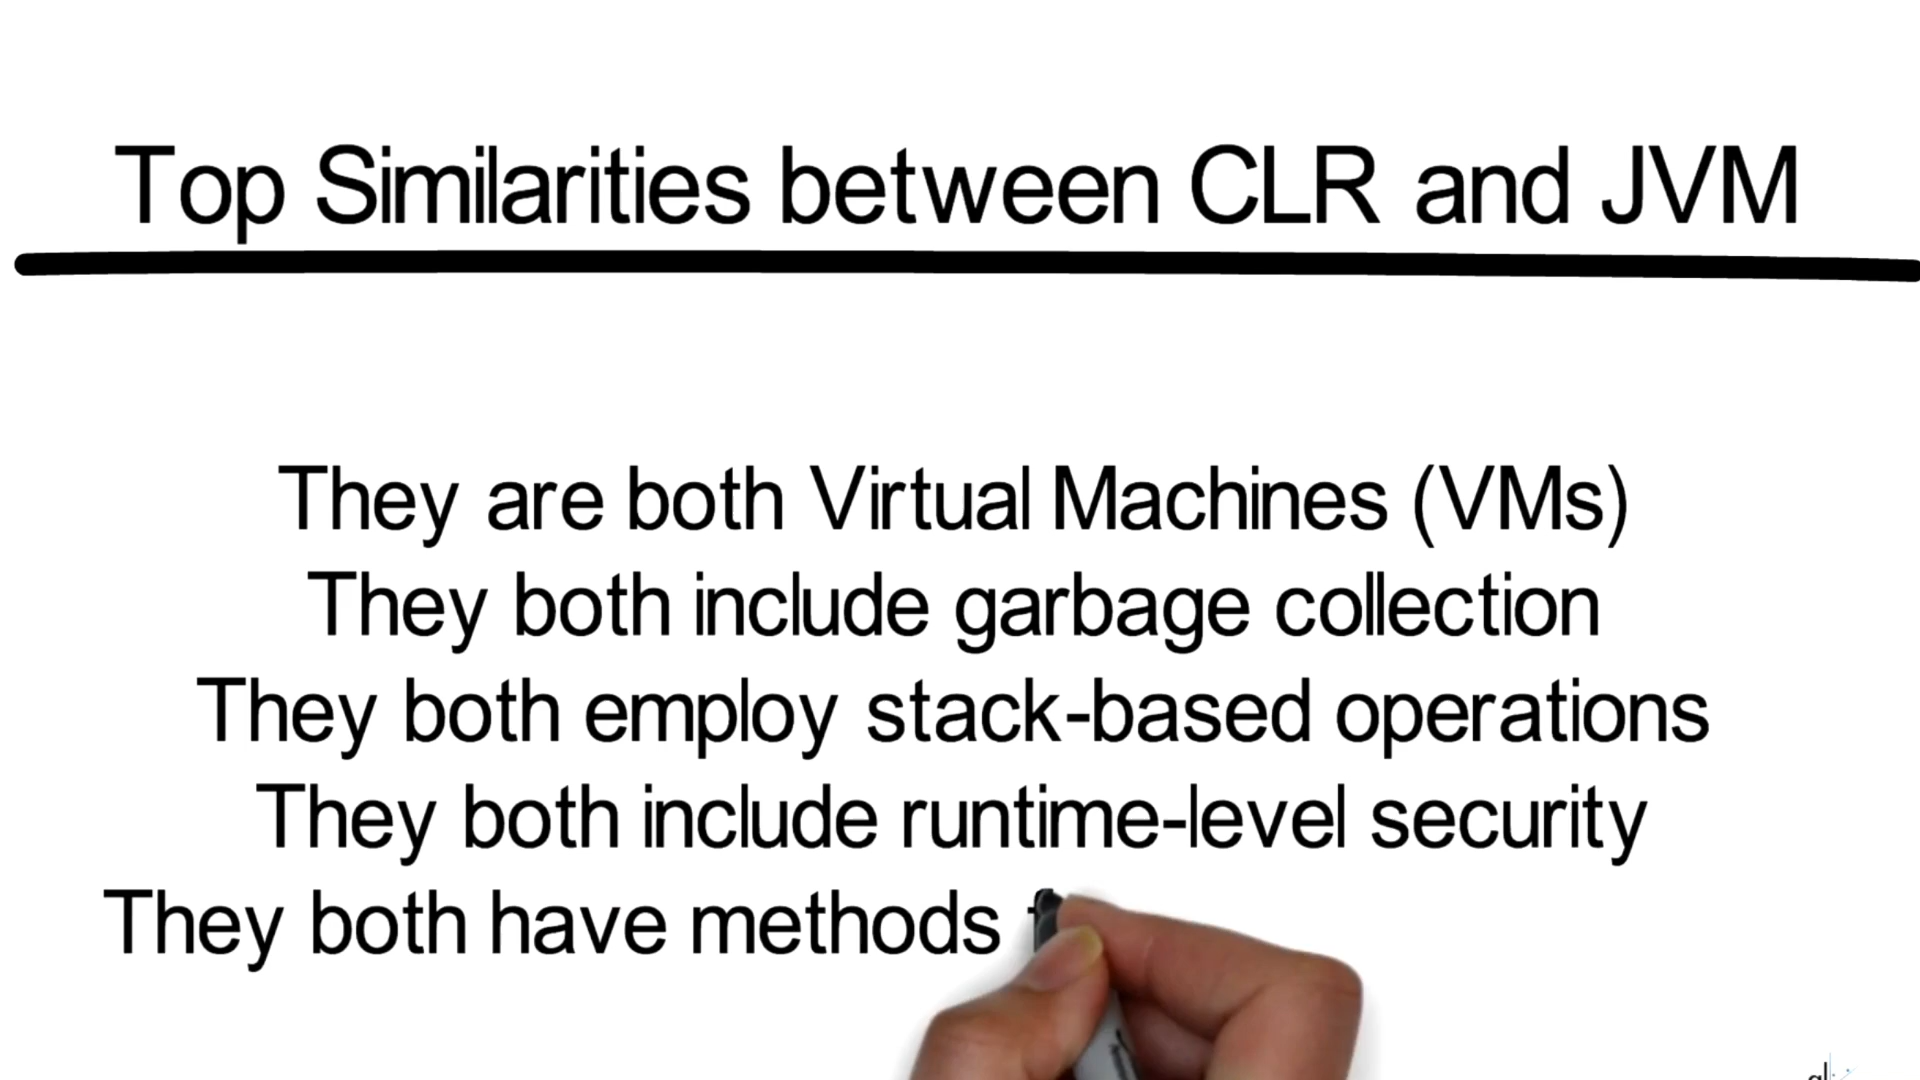 Top Similarities between CLR and JVM
They are both Virtual Machines (VMs)
They both include garbage collection
They both employ stack-based operations
They both include runtime-level security
They both have methods